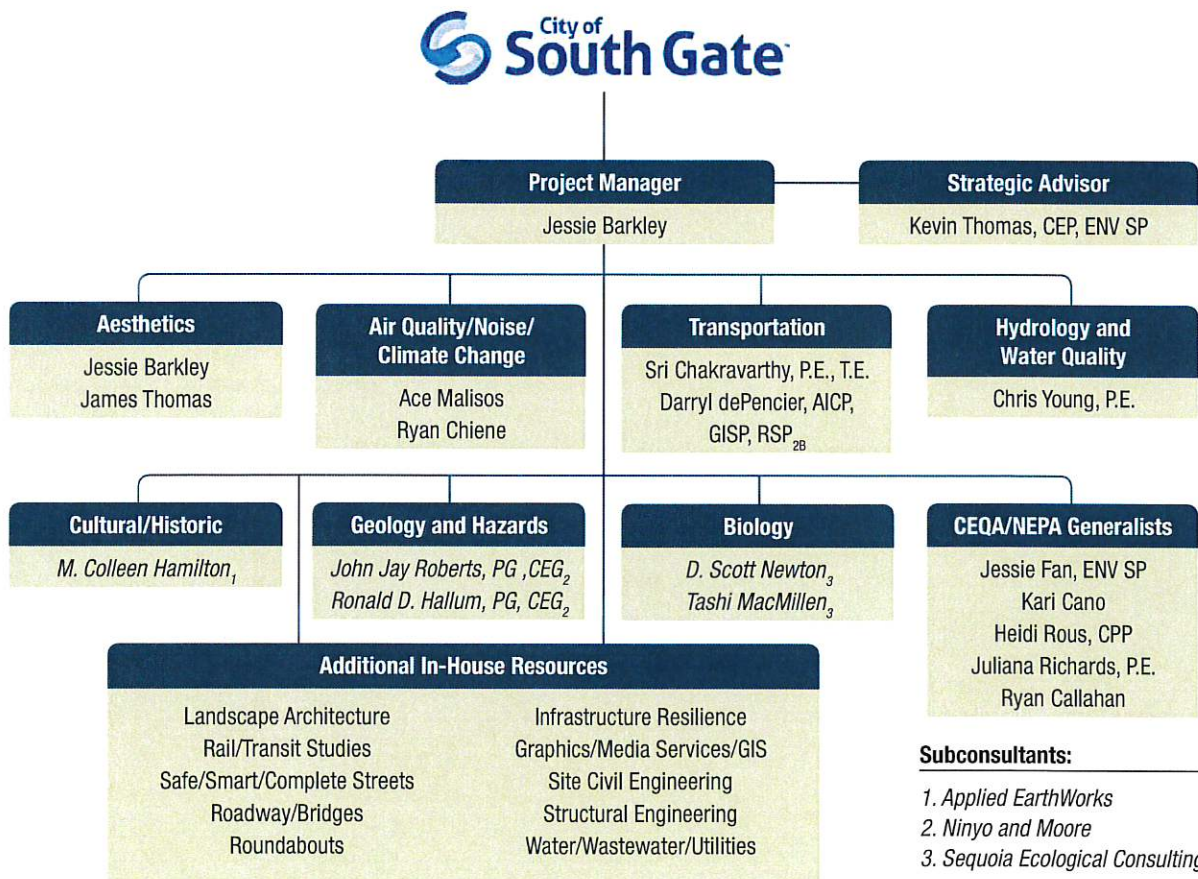 City of
South Gate™
Project Manager
Jessie Barkley
Strategic Advisor
Kevin Thomas, CEP, ENV SP
Aesthetics
Jessie Barkley
James Thomas
Air Quality/Noise/
Climate Change
Ace Malisos
Ryan Chiene
Transportation
Sri Chakravarthy, P.E., T.E.
Darryl dePencier, AICP,
GISP, RSP2B
Hydrology and
Water Quality
Chris Young, P.E.
Cultural/Historic
M. Colleen Hamilton1
Geology and Hazards
John Jay Roberts, PG ,CEG2
Ronald D. Hallum, PG, CEG2
Biology
D. Scott Newton3
Tashi MacMillen3
CEQA/NEPA Generalists
Jessie Fan, ENV SP
Kari Cano
Heidi Rous, CPP
Juliana Richards, P.E.
Ryan Callahan
Additional In-House Resources
Landscape Architecture
Rail/Transit Studies
Safe/Smart/Complete Streets
Roadway/Bridges
Roundabouts
Infrastructure Resilience
Graphics/Media Services/GIS
Site Civil Engineering
Structural Engineering
Water/Wastewater/Utilities
Subconsultants:
1. Applied EarthWorks
2. Ninyo and Moore
3. Sequoia Ecological Consulting